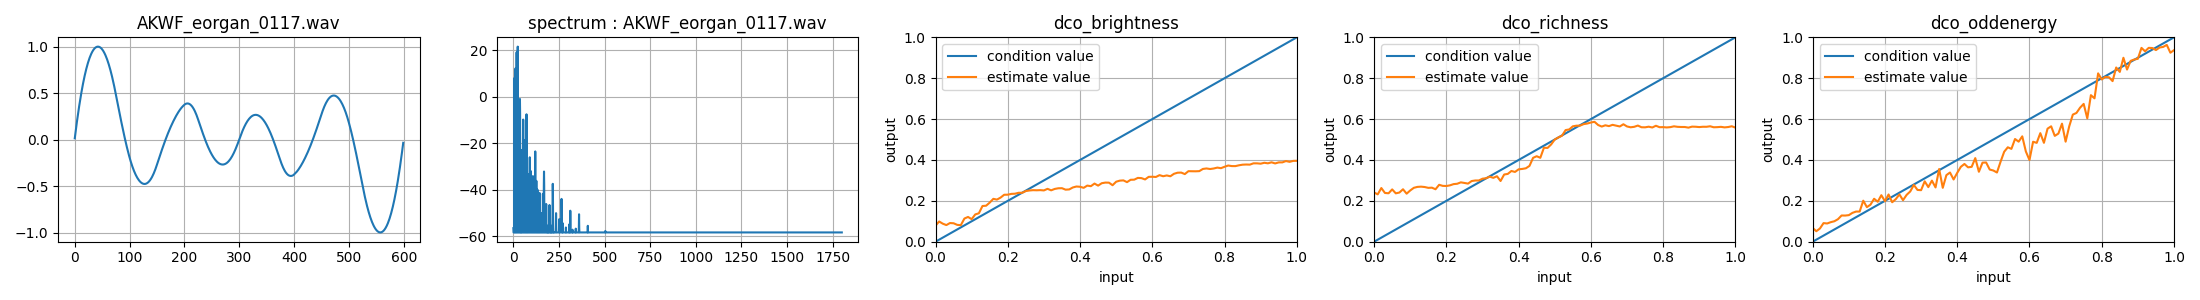 AKWF_eorgan_0117.wav
1.0
0.5
0.0
−0.5
−1.0
0 100 200 300 400 500 600
spectrum : AKWF_eorgan_0117.wav
20
0
−20
−40
−60
0 250 500 750 1000 1250 1500 1750
dco_brightness
condition value
estimate value
output
1.0
0.8
0.6
0.4
0.2
0.0
0.0 0.2 0.4 0.6 0.8 1.0
input
dco_richness
condition value
estimate value
output
1.0
0.8
0.6
0.4
0.2
0.0
0.0 0.2 0.4 0.6 0.8 1.0
input
dco_oddenergy
condition value
estimate value
output
1.0
0.8
0.6
0.4
0.2
0.0
0.0 0.2 0.4 0.6 0.8 1.0
input